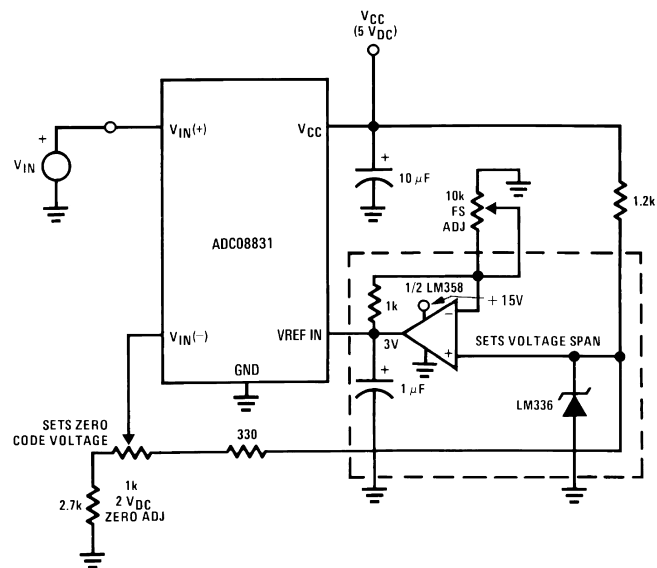 VCC
(5 VDC)
+
VIN
VIN(+)
VCC
+
10 μF
10k
FS
ADJ
1.2k
ADC08831
1/2 LM358
+ 15V
1k
VIN(−)
VREF IN
3V
−
+
SETS VOLTAGE SPAN
GND
+
1 μF
LM336
SETS ZERO
CODE VOLTAGE
330
1k
2 VDC
ZERO ADJ
2.7k